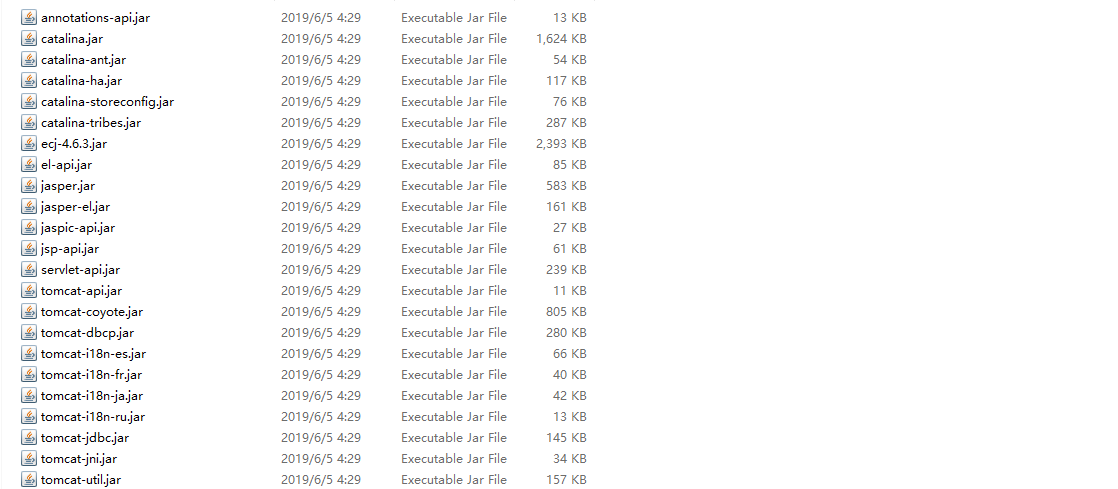 annotations-api.jar 2019/6/5 4:29 Executable Jar File 13 KB
catalina.jar 2019/6/5 4:29 Executable Jar File 1,624 KB
catalina-ant.jar 2019/6/5 4:29 Executable Jar File 54 KB
catalina-ha.jar 2019/6/5 4:29 Executable Jar File 117 KB
catalina-storeconfig.jar 2019/6/5 4:29 Executable Jar File 76 KB
catalina-tribes.jar 2019/6/5 4:29 Executable Jar File 287 KB
ecj-4.6.3.jar 2019/6/5 4:29 Executable Jar File 2,393 KB
el-api.jar 2019/6/5 4:29 Executable Jar File 85 KB
jasper.jar 2019/6/5 4:29 Executable Jar File 583 KB
jasper-el.jar 2019/6/5 4:29 Executable Jar File 161 KB
jaspic-api.jar 2019/6/5 4:29 Executable Jar File 27 KB
jsp-api.jar 2019/6/5 4:29 Executable Jar File 61 KB
servlet-api.jar 2019/6/5 4:29 Executable Jar File 239 KB
tomcat-api.jar 2019/6/5 4:29 Executable Jar File 11 KB
tomcat-coyote.jar 2019/6/5 4:29 Executable Jar File 805 KB
tomcat-dbcp.jar 2019/6/5 4:29 Executable Jar File 280 KB
tomcat-i18n-es.jar 2019/6/5 4:29 Executable Jar File 66 KB
tomcat-i18n-fr.jar 2019/6/5 4:29 Executable Jar File 40 KB
tomcat-i18n-ja.jar 2019/6/5 4:29 Executable Jar File 42 KB
tomcat-i18n-ru.jar 2019/6/5 4:29 Executable Jar File 13 KB
tomcat-jdbc.jar 2019/6/5 4:29 Executable Jar File 145 KB
tomcat-jni.jar 2019/6/5 4:29 Executable Jar File 34 KB
tomcat-util.jar 2019/6/5 4:29 Executable Jar File 157 KB